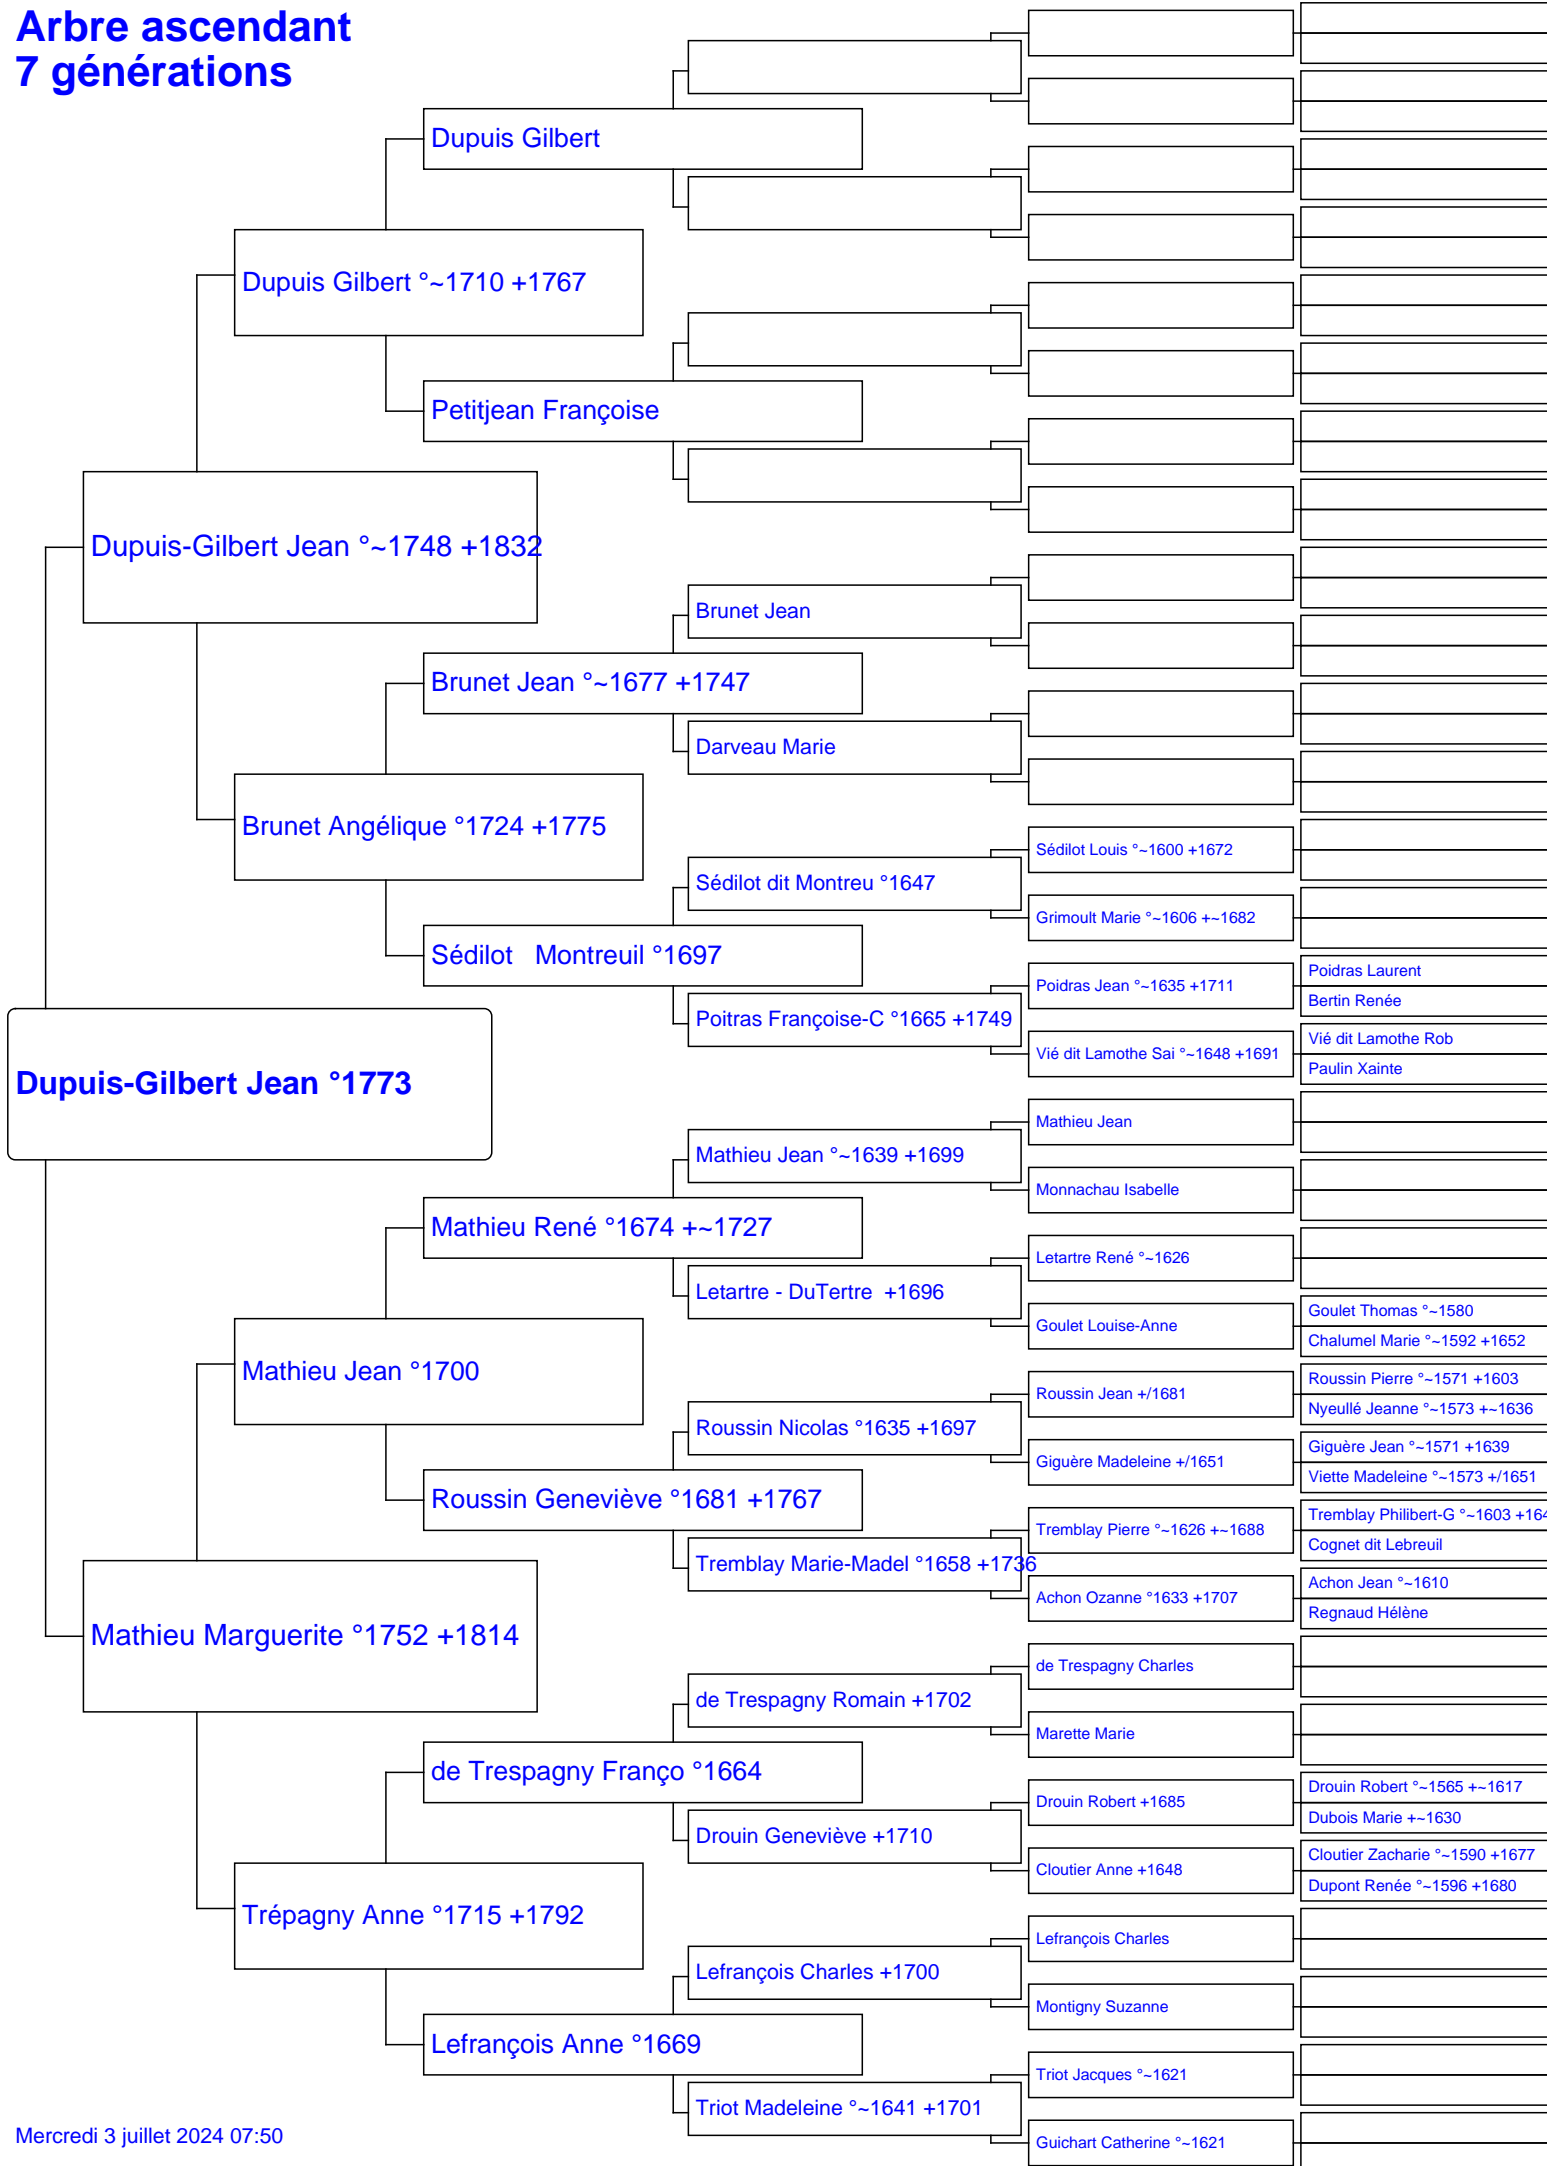 Arbre ascendant
7 générations
Dupuis Gilbert
Dupuis Gilbert °~1710 +1767
Petitjean Françoise
Dupuis-Gilbert Jean °~1748 +1832
Brunet Jean
Brunet Jean °~1677 +1747
Darveau Marie
Brunet Angélique °1724 +1775
Sédilot Louis °~1600 +1672
Sédilot dit Montreu °1647
Grimoult Marie °~1606 +~1682
Sédilot   Montreuil °1697
Poidras Laurent
Poidras Jean °~1635 +1711
Bertin Renée
Poitras Françoise-C °1665 +1749
Vié dit Lamothe Rob
Vié dit Lamothe Sai °~1648 +1691
Paulin Xainte
Dupuis-Gilbert Jean °1773
Mathieu Jean
Mathieu Jean °~1639 +1699
Monnachau Isabelle
Mathieu René °1674 +~1727
Letartre René °~1626
Letartre - DuTertre  +1696
Goulet Thomas °~1580
Goulet Louise-Anne
Chalumel Marie °~1592 +1652
Mathieu Jean °1700
Roussin Pierre °~1571 +1603
Roussin Jean +/1681
Nyeullé Jeanne °~1573 +~1636
Roussin Nicolas °1635 +1697
Giguère Jean °~1571 +1639
Giguère Madeleine +/1651
Viette Madeleine °~1573 +/1651
Roussin Geneviève °1681 +1767
Tremblay Philibert-G °~1603 +164
Tremblay Pierre °~1626 +~1688
Cognet dit Lebreuil
Tremblay Marie-Madel °1658 +1736
Achon Jean °~1610
Achon Ozanne °1633 +1707
Regnaud Hélène
Mathieu Marguerite °1752 +1814
de Trespagny Charles
de Trespagny Romain +1702
Marette Marie
de Trespagny Franço °1664
Drouin Robert °~1565 +~1617
Drouin Robert +1685
Dubois Marie +~1630
Drouin Geneviève +1710
Cloutier Zacharie °~1590 +1677
Cloutier Anne +1648
Dupont Renée °~1596 +1680
Trépagny Anne °1715 +1792
Lefrançois Charles
Lefrançois Charles +1700
Montigny Suzanne
Lefrançois Anne °1669
Triot Jacques °~1621
Triot Madeleine °~1641 +1701
Guichart Catherine °~1621
Mercredi 3 juillet 2024 07:50